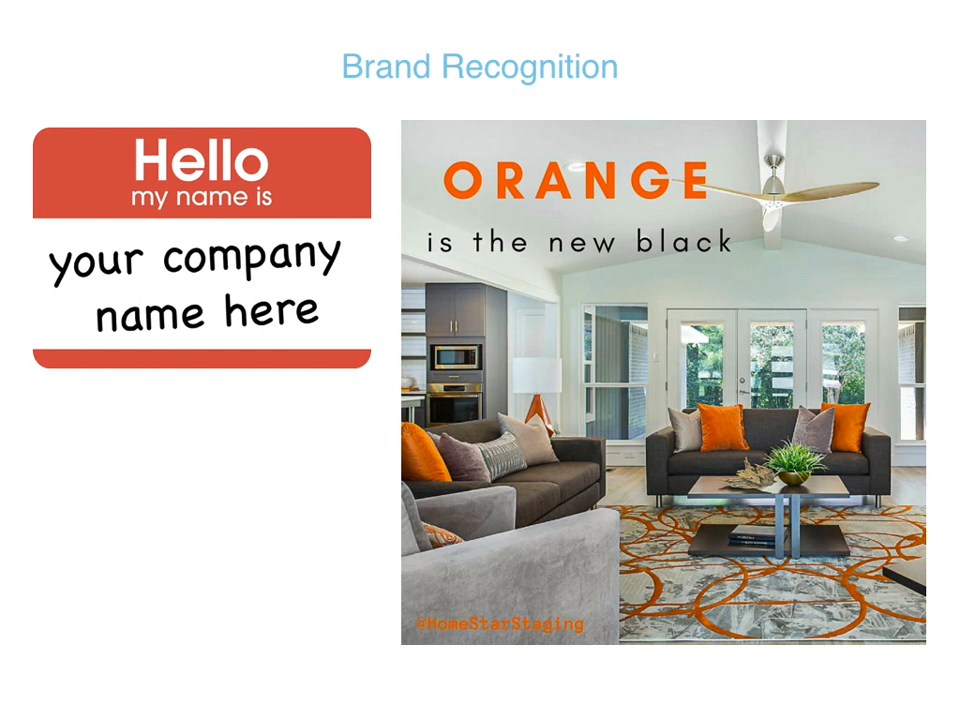 Brand Recognition
Hello
my name is
your company
name here
ORANGE
is the new black
@HomeStarStaging